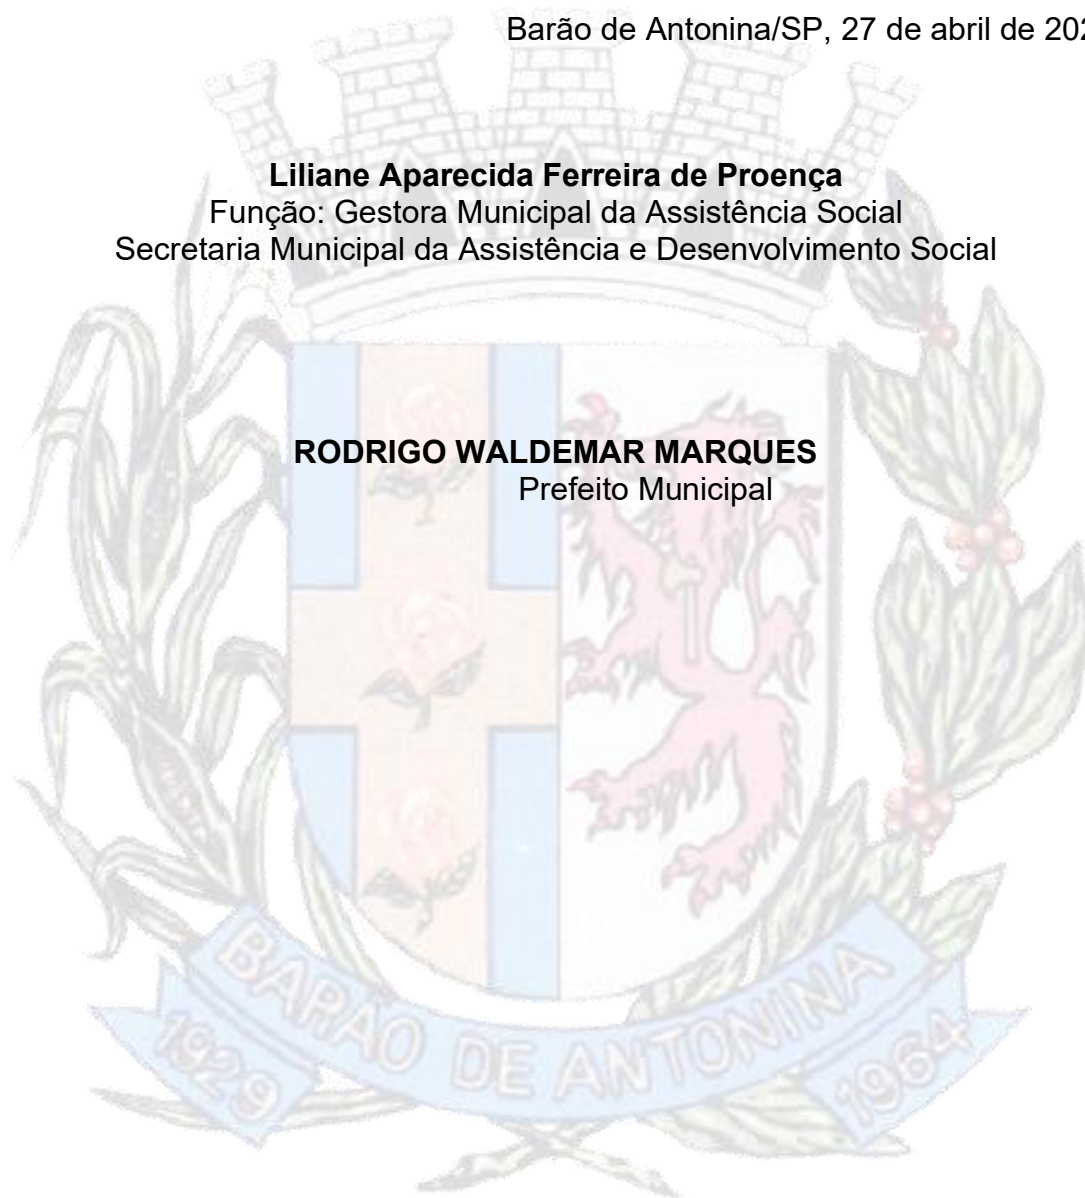 Barão de Antonina/SP, 27 de abril de 202
Liliane Aparecida Ferreira de Proença
Função: Gestora Municipal da Assistência Social
Secretaria Municipal da Assistência e Desenvolvimento Social
RODRIGO WALDEMAR MARQUES
Prefeito Municipal
BARÃO DE ANTONINA
1929
1964